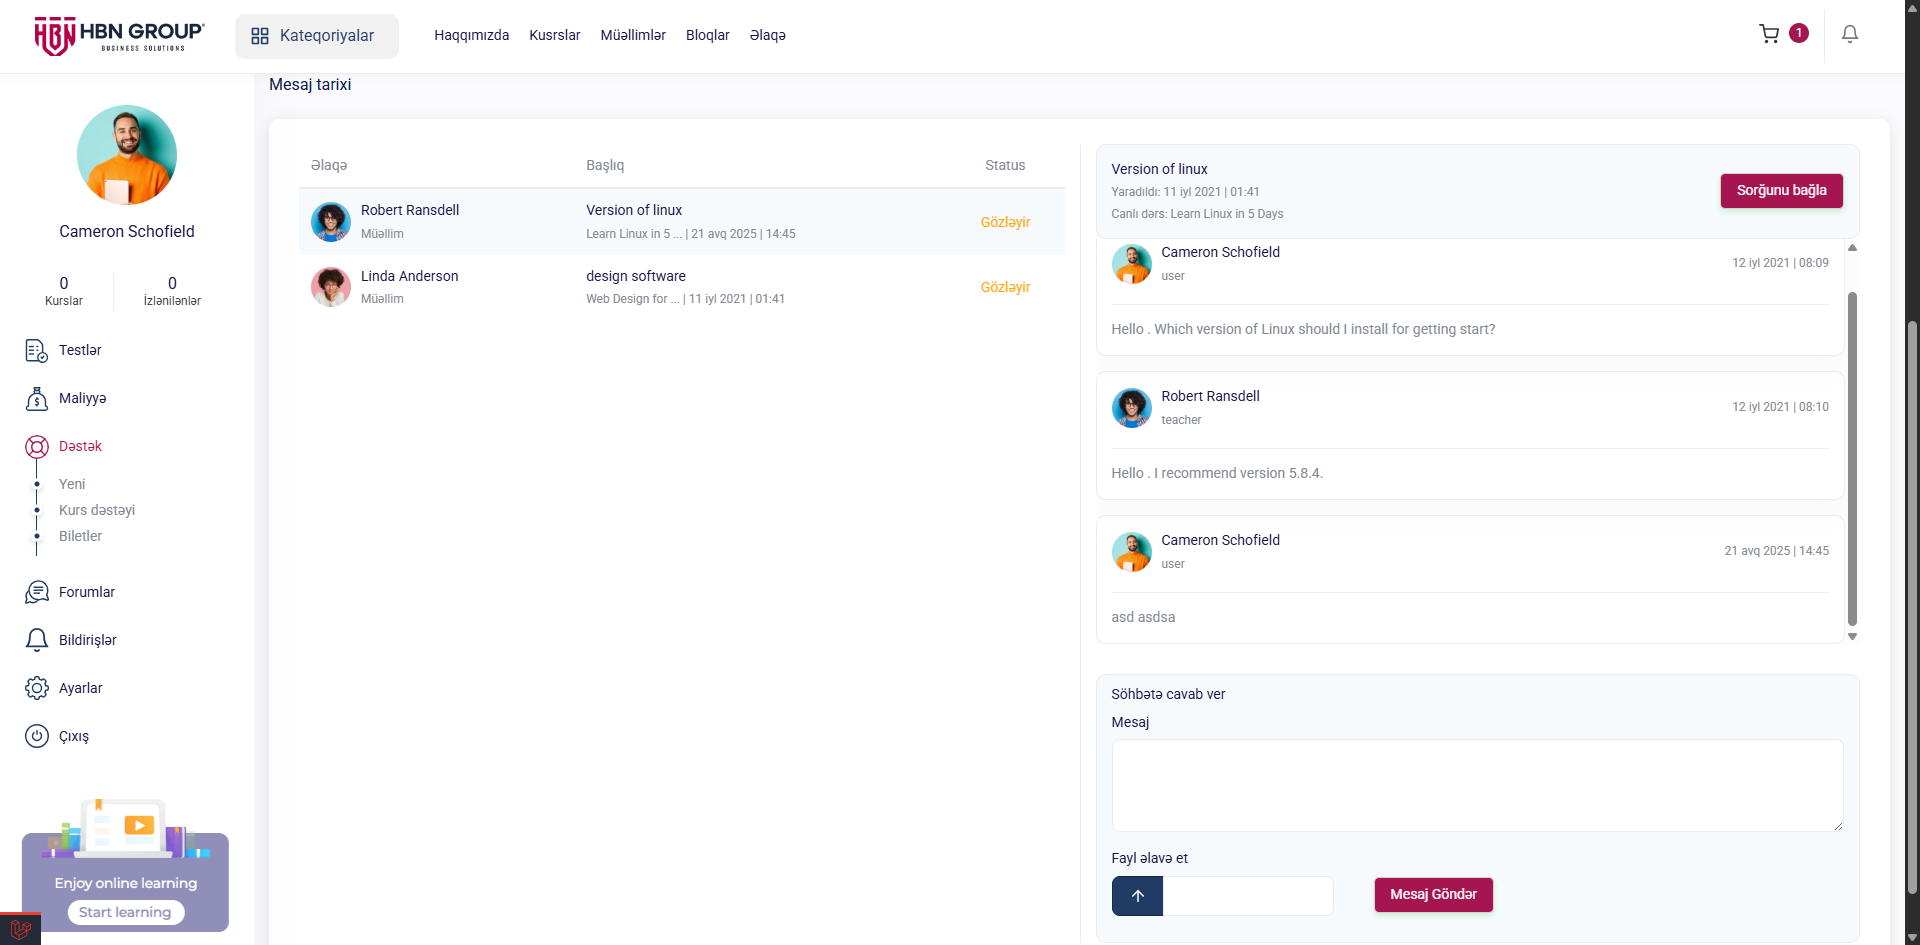 HBN HBN GROUP
BUSINESS SOLUTIONS
Kateqoriyalar
Haqqımızda
Kusrslar
Müəllimlər
Bloqlar
Əlaqə
1
Mesaj tarixi
Cameron Schofield
0
Kurslar
0
İzlənilənlər
Testlər
Maliyyə
Dəstək
Yeni
Kurs dəstəyi
Biletler
Forumlar
Bildirişlər
Ayarlar
Çıxış
Enjoy online learning
Start learning
Əlaqə Başlıq Status
Robert Ransdell
Müəllim
Version of linux
Learn Linux in 5 ... | 21 avq 2025 | 14:45
Gözləyir
Linda Anderson
Müəllim
design software
Web Design for ... | 11 iyl 2021 | 01:41
Gözləyir
Version of linux
Yaradıldı: 11 iyl 2021 | 01:41
Canlı dərs: Learn Linux in 5 Days
Sorğunu bağla
Cameron Schofield
user
12 iyl 2021 | 08:09
Hello . Which version of Linux should I install for getting start?
Robert Ransdell
teacher
12 iyl 2021 | 08:10
Hello . I recommend version 5.8.4.
Cameron Schofield
user
21 avq 2025 | 14:45
asd asdsa
Söhbətə cavab ver
Mesaj
Fayl əlavə et
Mesaj Göndər